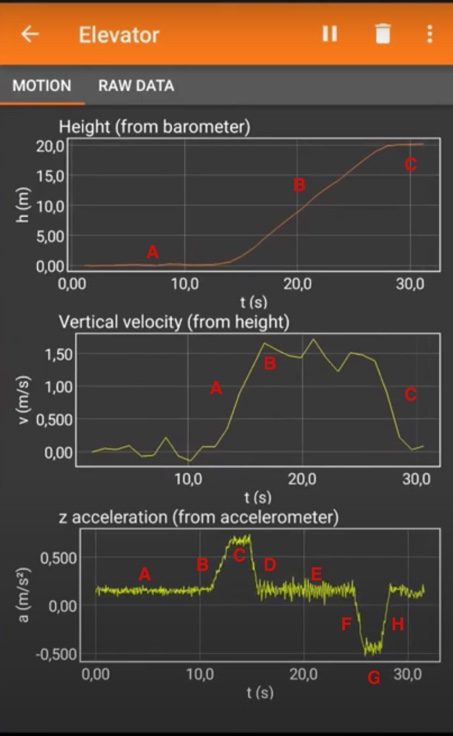 Elevator
MOTION RAW DATA
Height (from barometer)
20,0
15,0
10,0
5,00
0,00
h (m)
A
B
C
0,00 10,0 20,0 30,0
t (s)
Vertical velocity (from height)
1,50
1,00
0,500
0,00
v (m/s)
A
B
C
10,0 20,0 30,0
t (s)
z acceleration (from accelerometer)
0,500
0,00
-0,500
a (m/s²)
A
B
C
D
E
F
G
H
0,00 10,0 20,0 30,0
t (s)